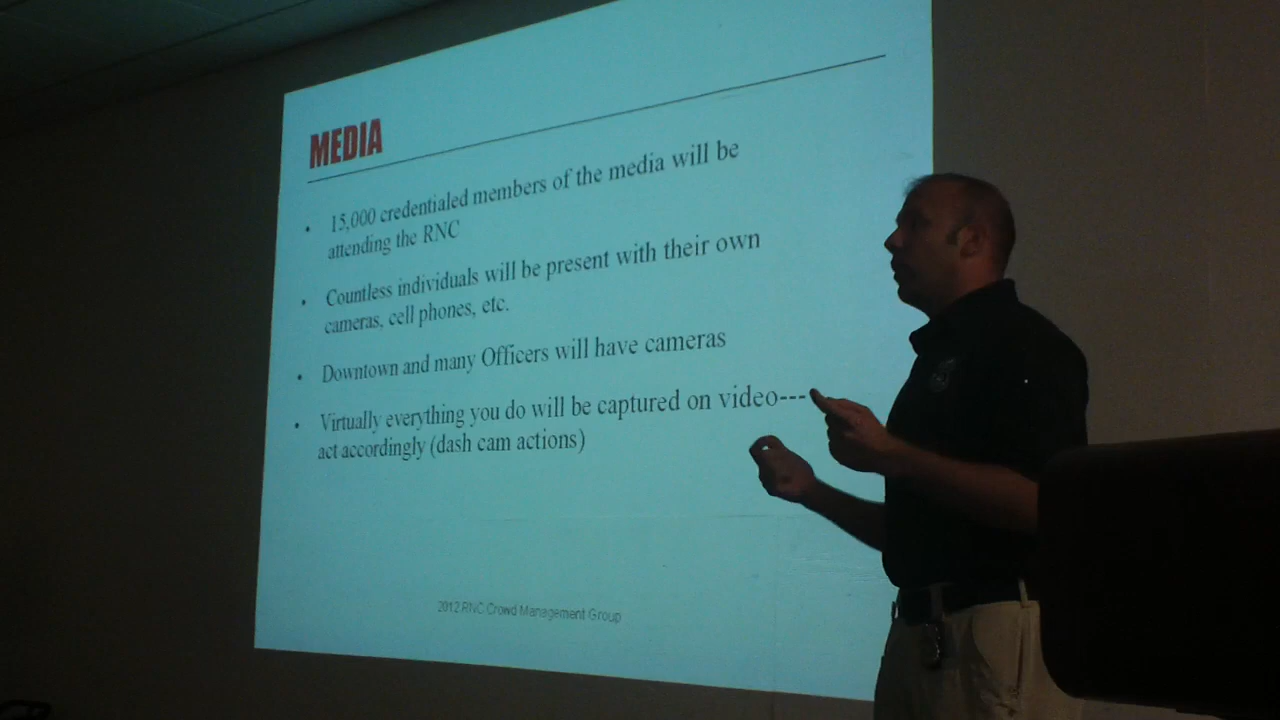 MEDIA
• 15,000 credentialed members of the media will be
attending the RNC
• Countless individuals will be present with their own
cameras, cell phones, etc.
• Downtown and many Officers will have cameras
• Virtually everything you do will be captured on video---
act accordingly (dash cam actions)
2012 RNC Crowd Management Group